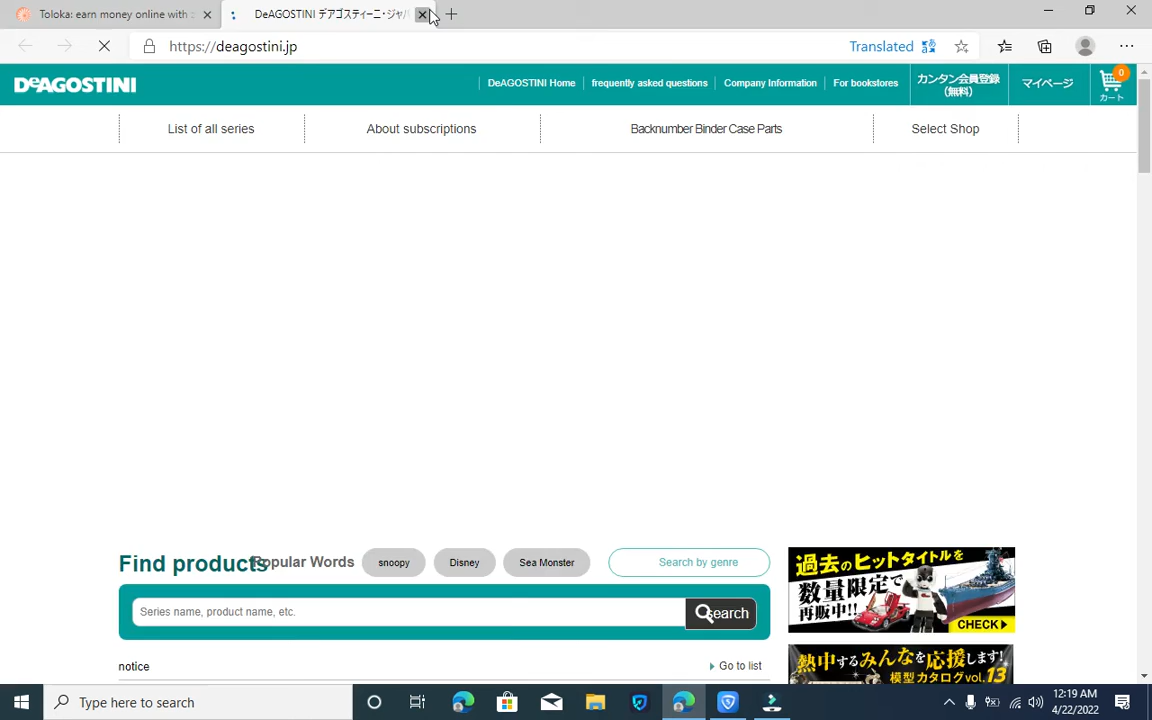 Toloka: earn money online with
DeAGOSTINI デアゴスティーニ・ジャパ
https://deagostini.jp
Translated
DeAGOSTINI
DeAGOSTINI Home
frequently asked questions
Company Information
For bookstores
カンタン会員登録
(無料)
マイページ
0
カート
List of all series
About subscriptions
Backnumber Binder Case Parts
Select Shop
Find products
Popular Words
snoopy
Disney
Sea Monster
Search by genre
Series name, product name, etc.
search
過去のヒットタイトルを
数量限定で
再販中!!
CHECK
notice
Go to list
熱中するみんなを応援します!
模型カタログvol.13
Type here to search
12:19 AM
4/22/2022